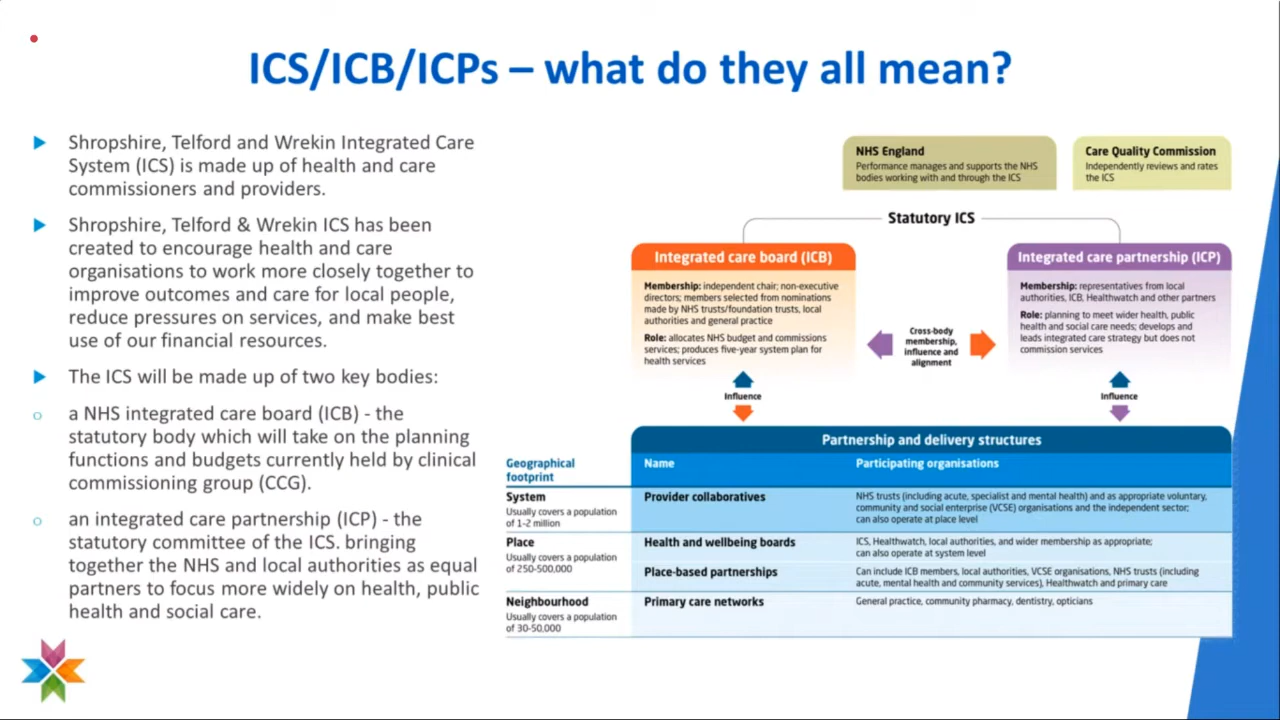 ICS/ICB/ICPs – what do they all mean?
Shropshire, Telford and Wrekin Integrated Care
System (ICS) is made up of health and care
commissioners and providers.
Shropshire, Telford & Wrekin ICS has been
created to encourage health and care
organisations to work more closely together to
improve outcomes and care for local people,
reduce pressures on services, and make best
use of our financial resources.
The ICS will be made up of two key bodies:
a NHS integrated care board (ICB) - the
statutory body which will take on the planning
functions and budgets currently held by clinical
commissioning group (CCG).
an integrated care partnership (ICP) - the
statutory committee of the ICS. bringing
together the NHS and local authorities as equal
partners to focus more widely on health, public
health and social care.
NHS England
Performance manages and supports the NHS
bodies working with and through the ICS
Care Quality Commission
Independently reviews and rates
the ICS
Statutory ICS
Integrated care board (ICB)
Membership: independent chair; non-executive
directors; members selected from nominations
made by NHS trusts/foundation trusts, local
authorities and general practice
Role: allocates NHS budget and commissions
services; produces five-year system plan for
health services
Cross-body
membership,
influence and
alignment
Integrated care partnership (ICP)
Membership: representatives from local
authorities, ICB, Healthwatch and other partners
Role: planning to meet wider health, public
health and social care needs; develops and
leads integrated care strategy but does not
commission services
Influence
Influence
Partnership and delivery structures
Geographical
footprint
Name
Participating organisations
System
Usually covers a population
of 1-2 million
Provider collaboratives
NHS trusts (including acute, specialist and mental health) and as appropriate voluntary,
community and social enterprise (VCSE) organisations and the independent sector;
can also operate at place level
Place
Usually covers a population
of 250-500,000
Health and wellbeing boards
ICS, Healthwatch, local authorities, and wider membership as appropriate;
can also operate at system level
Place-based partnerships
Can include ICB members, local authorities, VCSE organisations, NHS trusts (including
acute, mental health and community services), Healthwatch and primary care
Neighbourhood
Usually covers a population
of 30-50,000
Primary care networks
General practice, community pharmacy, dentistry, opticians